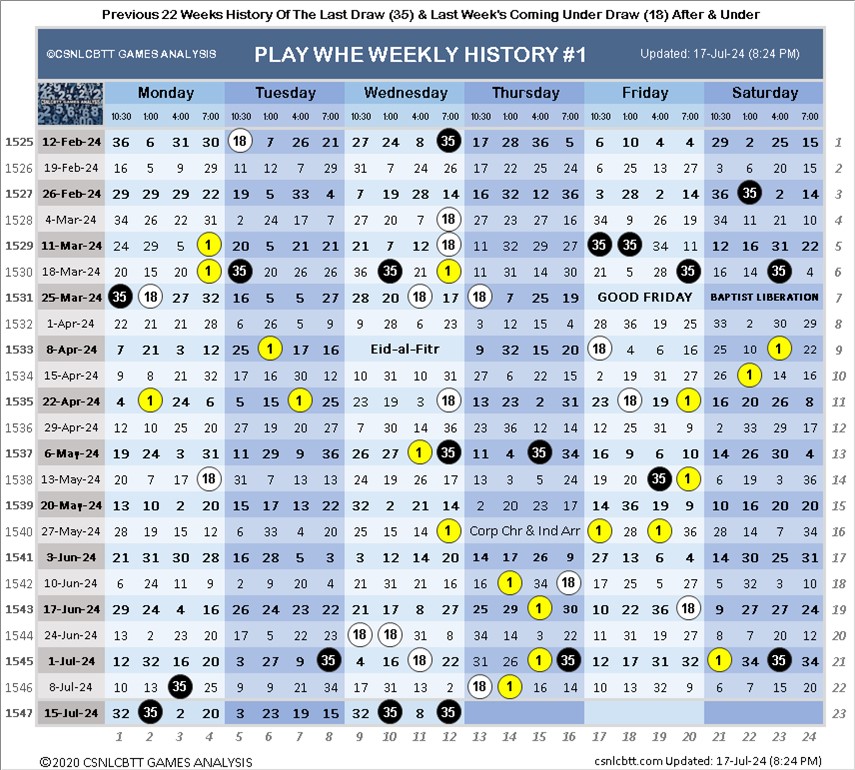 Previous 22 Weeks History Of The Last Draw (35) & Last Week's Coming Under Draw (18) After & Under
©CSNLCBTT GAMES ANALYSIS PLAY WHE WEEKLY HISTORY #1 Updated: 17-Jul-24 (8:24 PM)
CSNLCBTT GAMES ANALYSIS Monday Tuesday Wednesday Thursday Friday Saturday
10:30 1:00 4:00 7:00 10:30 1:00 4:00 7:00 10:30 1:00 4:00 7:00 10:30 1:00 4:00 7:00 10:30 1:00 4:00 7:00 10:30 1:00 4:00 7:00
1525 12-Feb-24 36 6 31 30 18 7 26 21 27 24 8 35 17 28 36 5 6 10 4 4 29 2 25 15 1
1526 19-Feb-24 16 5 9 29 11 12 7 29 31 7 24 26 17 22 25 24 6 25 13 27 3 6 20 15 2
1527 26-Feb-24 29 29 29 22 19 5 33 4 7 19 28 14 16 32 12 36 3 28 2 14 36 35 2 14 3
1528 4-Mar-24 34 26 22 31 2 24 17 7 27 20 7 18 27 23 27 16 34 9 26 19 34 11 21 10 4
1529 11-Mar-24 24 29 5 1 20 5 21 21 21 7 12 18 11 32 29 27 35 18 34 11 12 16 31 22 5
1530 18-Mar-24 20 15 20 1 35 20 26 26 36 35 21 1 11 31 14 30 21 5 28 35 16 14 35 4 6
1531 25-Mar-24 35 18 27 32 16 5 5 27 28 20 18 17 18 7 25 19 GOOD FRIDAY BAPTIST LIBERATION 7
1532 1-Apr-24 22 21 21 28 6 26 5 9 9 28 6 23 3 12 15 4 28 36 19 25 33 2 30 29 8
1533 8-Apr-24 7 21 3 12 25 1 17 16 Eid-al-Fitr 9 32 15 20 18 4 6 16 25 10 1 22 9
1534 15-Apr-24 9 8 21 32 17 16 30 12 10 31 10 31 27 6 22 15 2 19 31 27 26 1 14 16 10
1535 22-Apr-24 4 1 24 6 5 15 1 27 23 19 3 18 13 23 2 31 23 18 19 1 16 20 26 8 11
1536 29-Apr-24 12 10 25 20 27 19 20 27 7 30 14 36 23 36 12 14 12 30 31 9 2 33 29 17 12
1537 6-May-24 19 24 3 31 11 29 9 36 26 27 1 35 11 4 35 34 16 9 6 10 14 26 30 4 13
1538 13-May-24 20 7 17 18 31 7 13 13 24 19 26 17 13 3 5 24 34 19 35 1 6 19 3 36 14
1539 20-May-24 13 10 2 20 15 17 13 22 32 2 21 14 2 20 23 17 14 36 19 9 10 16 20 20 15
1540 27-May-24 28 19 15 12 6 33 4 20 25 15 14 1 Corp Chr & Ind Arr 1 28 1 36 28 14 7 34 16
1541 3-Jun-24 21 31 30 28 16 28 5 3 3 12 14 20 14 17 26 9 27 13 6 4 14 30 25 31 17
1542 10-Jun-24 6 24 11 9 2 9 20 4 21 31 21 16 16 1 34 18 17 25 5 27 5 32 3 10 18
1543 17-Jun-24 29 24 4 16 26 24 23 22 21 17 8 27 25 29 1 30 10 22 36 20 9 27 27 24 19
1544 24-Jun-24 13 2 23 20 17 5 22 23 18 18 31 8 34 14 3 22 11 31 19 27 8 7 20 12 20
1545 1-Jul-24 12 32 16 20 3 27 9 35 4 16 18 22 31 26 1 35 12 17 31 32 1 34 35 34 21
1546 8-Jul-24 10 13 35 25 9 9 21 34 17 31 13 2 18 1 16 14 10 13 32 9 6 7 15 20 22
1547 15-Jul-24 32 35 2 20 3 23 19 15 32 10 8 35 23
1 2 3 4 5 6 7 8 9 10 11 12 13 14 15 16 17 18 19 20 21 22 23 24
©2020 CSNLCBTT GAMES ANALYSIS csnlcbtt.com Updated: 17-Jul-24 (8:24 PM)